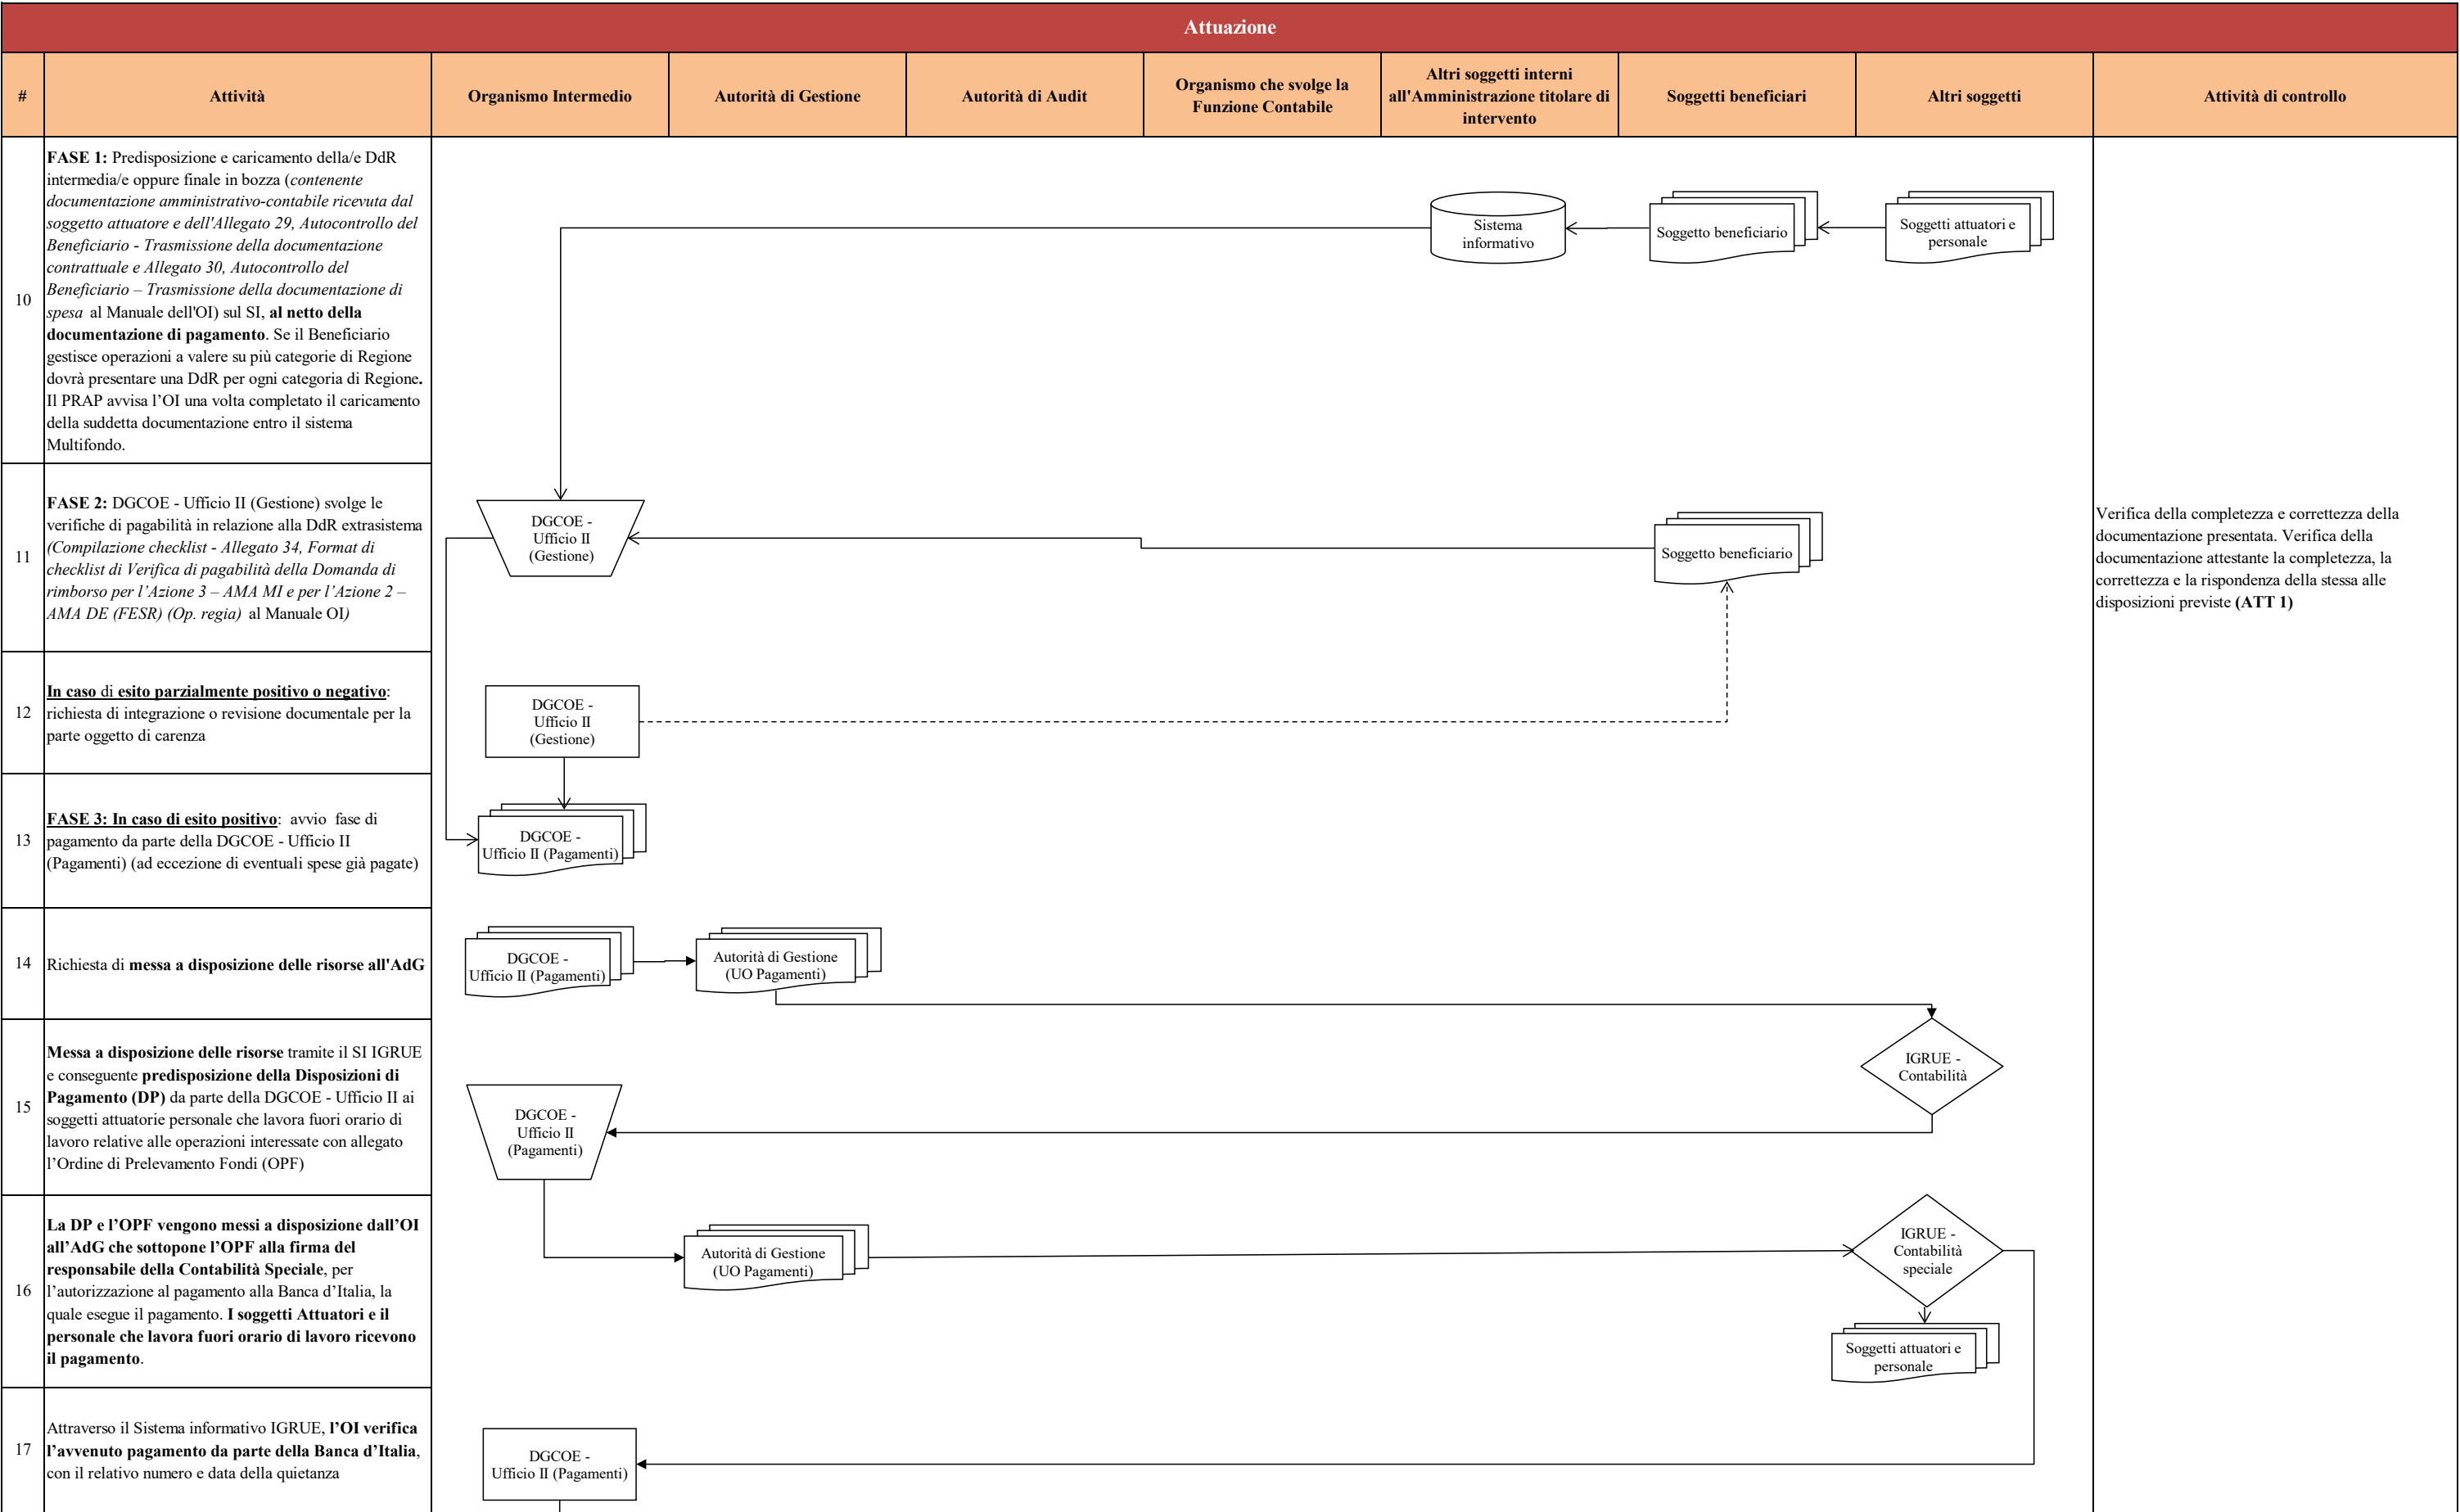 Attuazione
#
Attività
Organismo Intermedio
Autorità di Gestione
Autorità di Audit
Organismo che svolge la
Funzione Contabile
Altri soggetti interni
all'Amministrazione titolare di
intervento
Soggetti beneficiari
Altri soggetti
Attività di controllo
10
FASE 1: Predisposizione e caricamento della/e DdR
intermedia/e oppure finale in bozza (contenente
documentazione amministrativo-contabile ricevuta dal
soggetto attuatore e dell'Allegato 29, Autocontrollo del
Beneficiario - Trasmissione della documentazione
contrattuale e Allegato 30, Autocontrollo del
Beneficiario – Trasmissione della documentazione di
spesa al Manuale dell'OI) sul SI, al netto della
documentazione di pagamento. Se il Beneficiario
gestisce operazioni a valere su più categorie di Regione
dovrà presentare una DdR per ogni categoria di Regione.
Il PRAP avvisa l’OI una volta completato il caricamento
della suddetta documentazione entro il sistema
Multifondo.
Sistema
informativo
Soggetto beneficiario
Soggetti attuatori e
personale
11
FASE 2: DGCOE - Ufficio II (Gestione) svolge le
verifiche di pagabilità in relazione alla DdR extrasistema
(Compilazione checklist - Allegato 34, Format di
checklist di Verifica di pagabilità della Domanda di
rimborso per l’Azione 3 – AMA MI e per l’Azione 2 –
AMA DE (FESR) (Op. regia) al Manuale OI)
DGCOE -
Ufficio II
(Gestione)
Soggetto beneficiario
Verifica della completezza e correttezza della
documentazione presentata. Verifica della
documentazione attestante la completezza, la
correttezza e la rispondenza della stessa alle
disposizioni previste (ATT 1)
12
In caso di esito parzialmente positivo o negativo:
richiesta di integrazione o revisione documentale per la
parte oggetto di carenza
DGCOE -
Ufficio II
(Gestione)
13
FASE 3: In caso di esito positivo: avvio fase di
pagamento da parte della DGCOE - Ufficio II
(Pagamenti) (ad eccezione di eventuali spese già pagate)
DGCOE -
Ufficio II (Pagamenti)
14
Richiesta di messa a disposizione delle risorse all'AdG
DGCOE -
Ufficio II (Pagamenti)
Autorità di Gestione
(UO Pagamenti)
15
Messa a disposizione delle risorse tramite il SI IGRUE
e conseguente predisposizione della Disposizioni di
Pagamento (DP) da parte della DGCOE - Ufficio II ai
soggetti attuatorie personale che lavora fuori orario di
lavoro relative alle operazioni interessate con allegato
l’Ordine di Prelevamento Fondi (OPF)
DGCOE -
Ufficio II
(Pagamenti)
IGRUE -
Contabilità
16
La DP e l’OPF vengono messi a disposizione dall’OI
all’AdG che sottopone l’OPF alla firma del
responsabile della Contabilità Speciale, per
l’autorizzazione al pagamento alla Banca d’Italia, la
quale esegue il pagamento. I soggetti Attuatori e il
personale che lavora fuori orario di lavoro ricevono
il pagamento.
Autorità di Gestione
(UO Pagamenti)
IGRUE -
Contabilità
speciale
Soggetti attuatori e
personale
17
Attraverso il Sistema informativo IGRUE, l’OI verifica
l’avvenuto pagamento da parte della Banca d’Italia,
con il relativo numero e data della quietanza
DGCOE -
Ufficio II (Pagamenti)